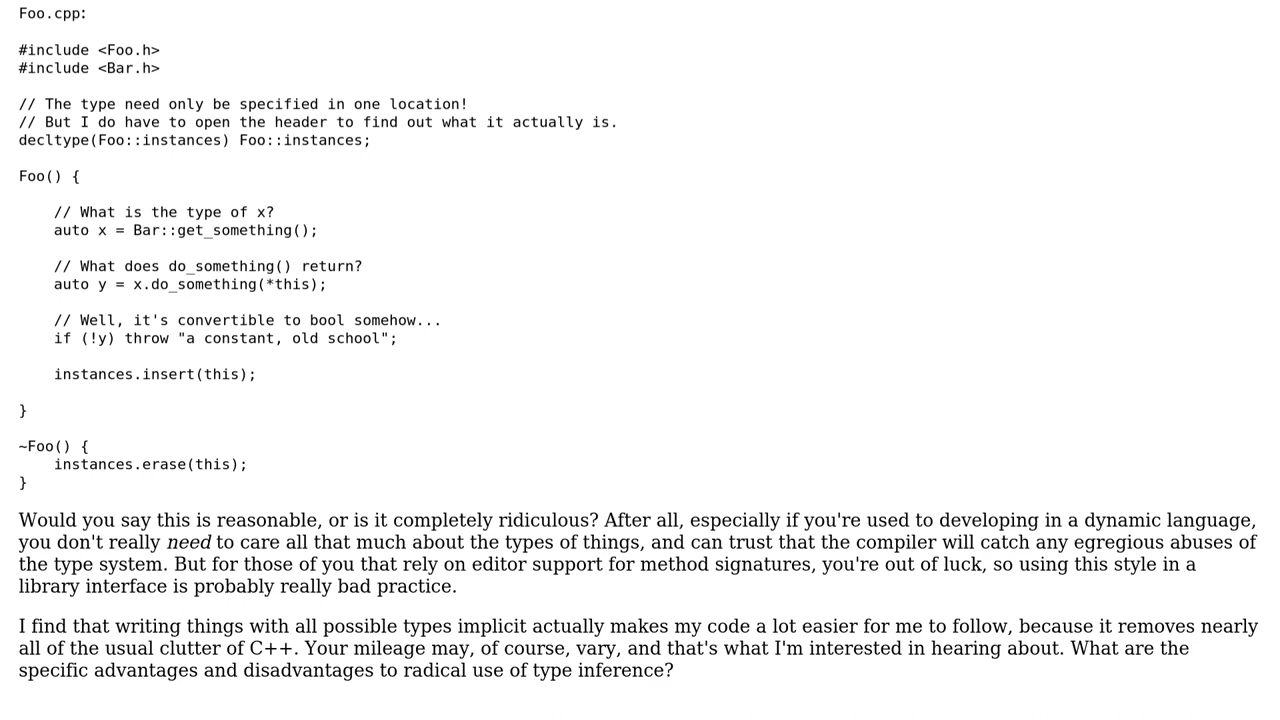 Foo.cpp:
#include <Foo.h>
#include <Bar.h>
// The type need only be specified in one location!
// But I do have to open the header to find out what it actually is.
decltype(Foo::instances) Foo::instances;
Foo() {
// What is the type of x?
auto x = Bar::get_something();
// What does do_something() return?
auto y = x.do_something(*this);
// Well, it's convertible to bool somehow...
if (!y) throw "a constant, old school";
instances.insert(this);
}
~Foo() {
instances.erase(this);
}
Would you say this is reasonable, or is it completely ridiculous? After all, especially if you're used to developing in a dynamic language,
you don't really need to care all that much about the types of things, and can trust that the compiler will catch any egregious abuses of
the type system. But for those of you that rely on editor support for method signatures, you're out of luck, so using this style in a
library interface is probably really bad practice.
I find that writing things with all possible types implicit actually makes my code a lot easier for me to follow, because it removes nearly
all of the usual clutter of C++. Your mileage may, of course, vary, and that's what I'm interested in hearing about. What are the
specific advantages and disadvantages to radical use of type inference?